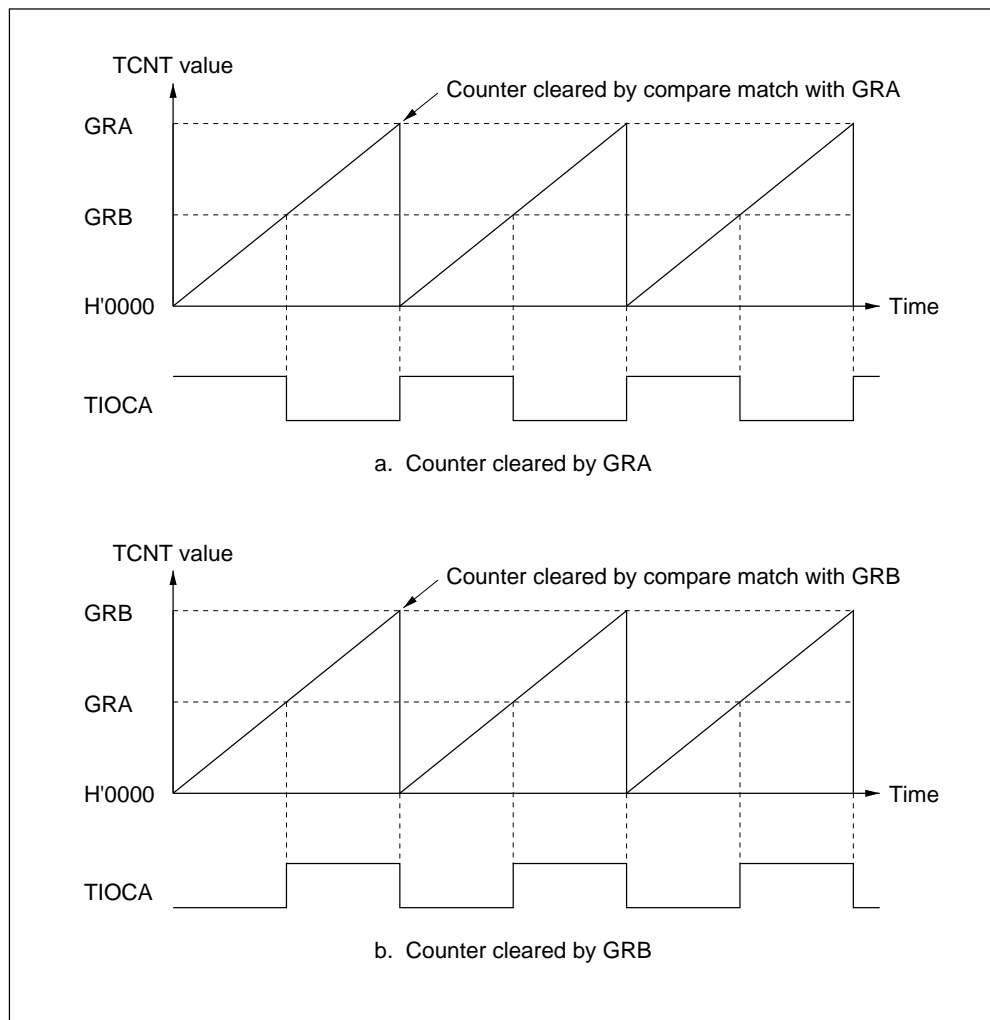 TCNT value
Counter cleared by compare match with GRA
GRA
GRB
H'0000
Time
TIOCA
a. Counter cleared by GRA
TCNT value
Counter cleared by compare match with GRB
GRB
GRA
H'0000
Time
TIOCA
b. Counter cleared by GRB